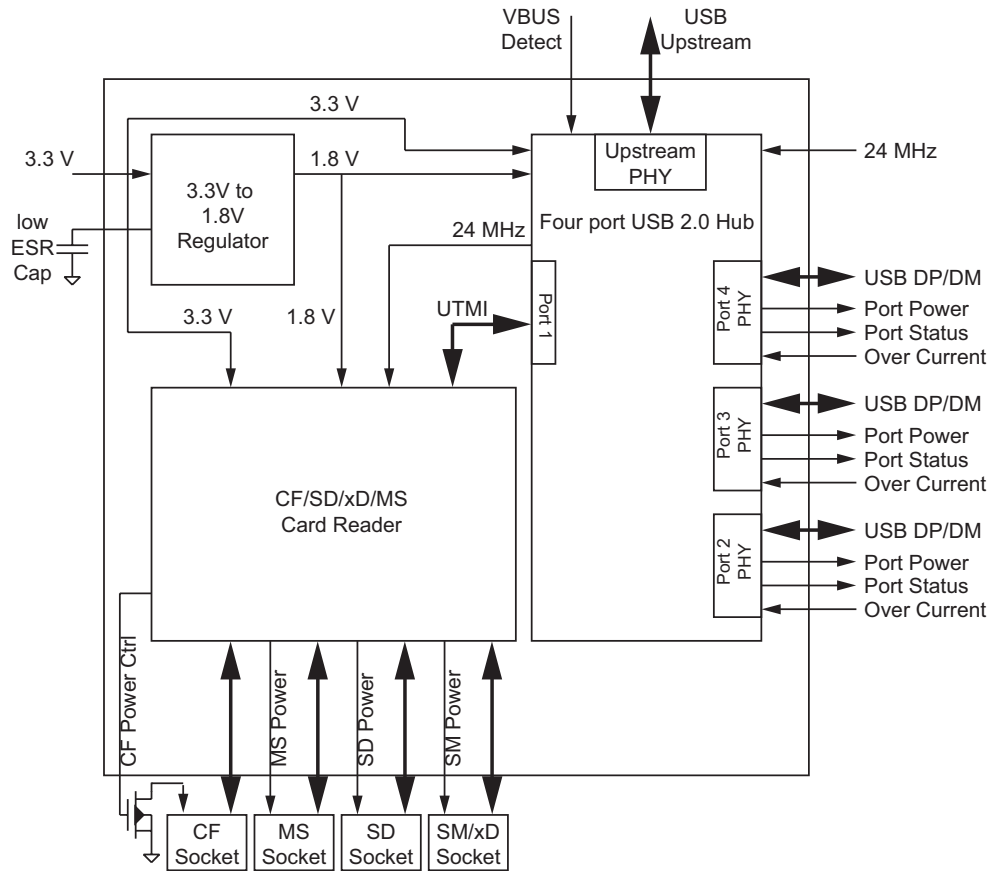 VBUS
Detect
USB
Upstream
3.3 V
3.3 V
1.8 V
3.3V to
1.8V
Regulator
low
ESR
Cap
Upstream
PHY
24 MHz
Four port USB 2.0 Hub
24 MHz
Port 1
UTMI
3.3 V
1.8 V
Port 4
PHY
USB DP/DM
Port Power
Port Status
Over Current
Port 3
PHY
USB DP/DM
Port Power
Port Status
Over Current
CF/SD/xD/MS
Card Reader
Port 2
PHY
USB DP/DM
Port Power
Port Status
Over Current
CF Power Ctrl
MS Power
SD Power
SM Power
CF
Socket
MS
Socket
SD
Socket
SM/xD
Socket